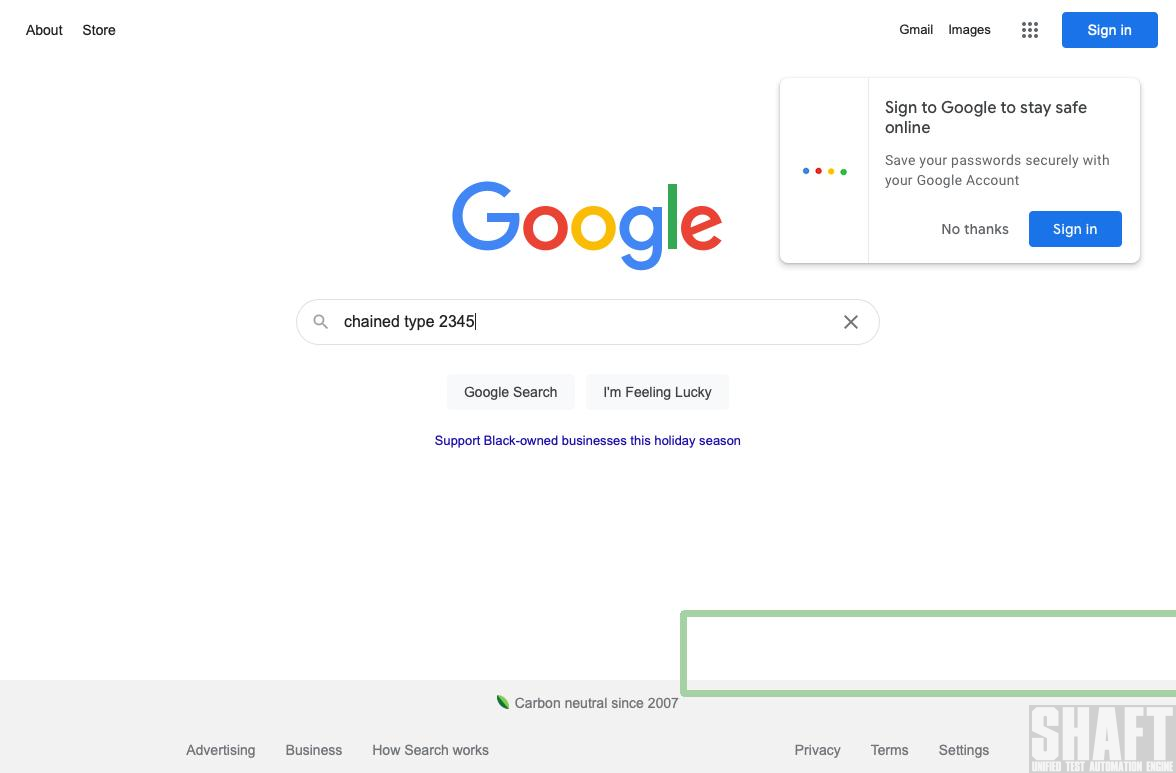 About Store
Gmail Images
Sign in
Sign to Google to stay safe
online
Save your passwords securely with
your Google Account
No thanks
Sign in
Google
chained type 2345
Google Search
I'm Feeling Lucky
Support Black-owned businesses this holiday season
Carbon neutral since 2007
Advertising Business How Search works
Privacy Terms Settings
SHAFT
UNIFIED TEST AUTOMATION ENGINE